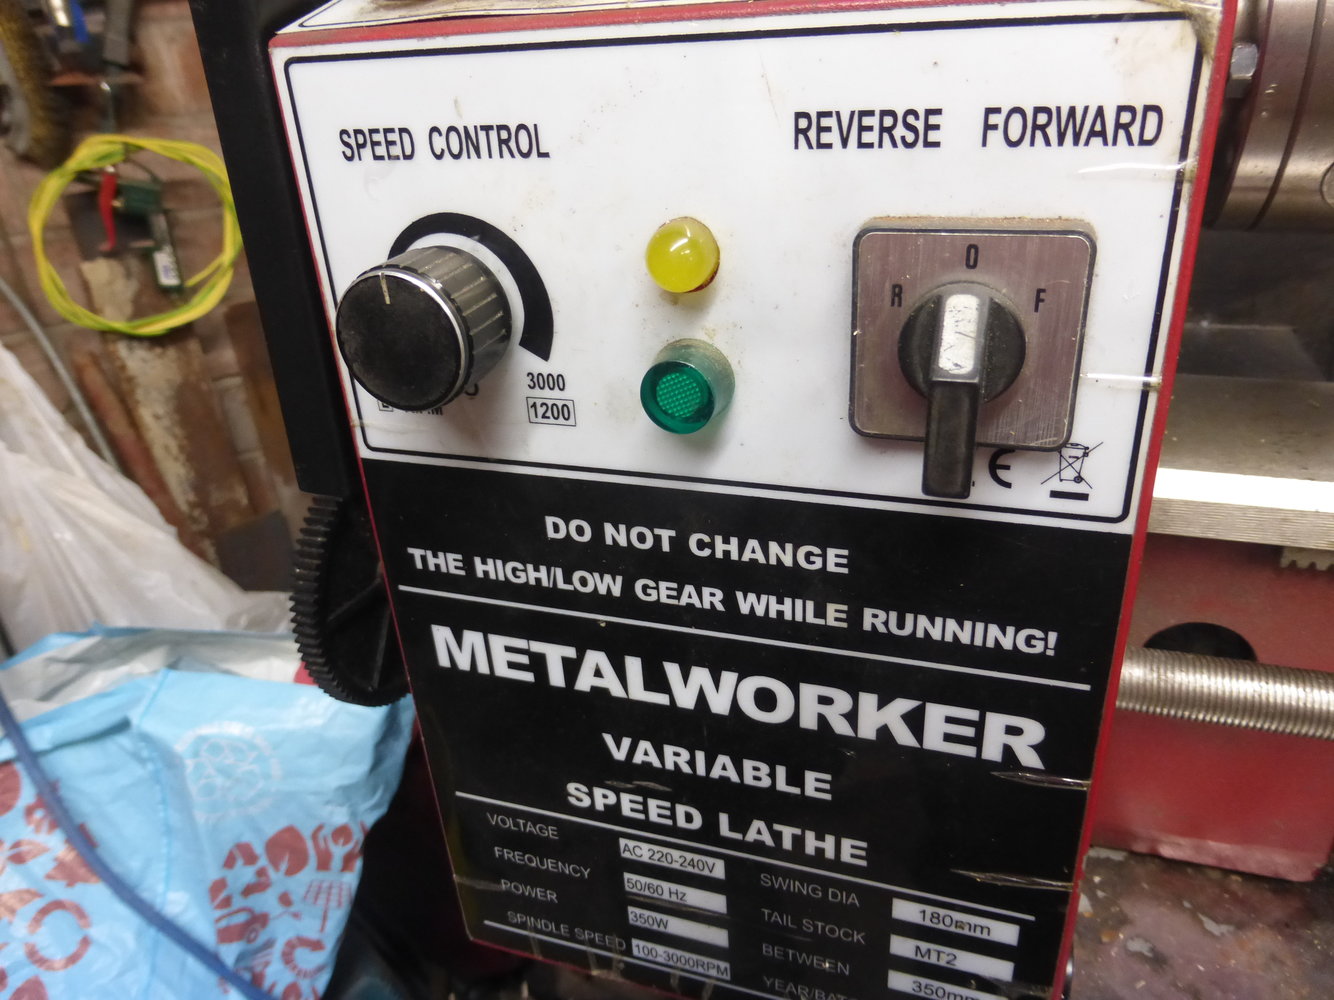 SPEED CONTROL
REVERSE FORWARD
O
R
F
3000
1200
CE
DO NOT CHANGE
THE HIGH/LOW GEAR WHILE RUNNING!
METALWORKER
VARIABLE
SPEED LATHE
VOLTAGE AC 220-240V
FREQUENCY 50/60 Hz
POWER 350W
SPINDLE SPEED 100-3000RPM
SWING DIA 180mm
TAIL STOCK MT2
BETWEEN 350mm